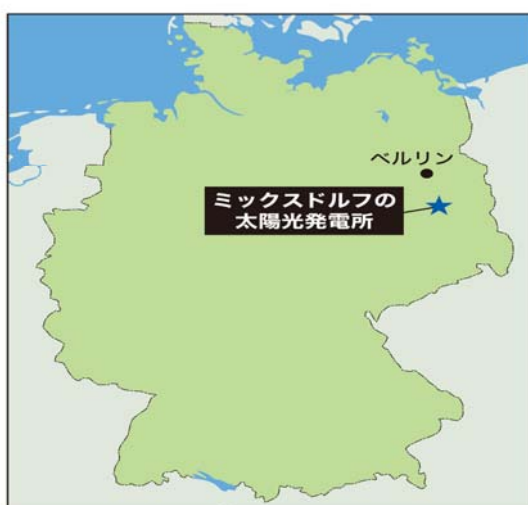 ベルリン
ミックスドルフの
太陽光発電所